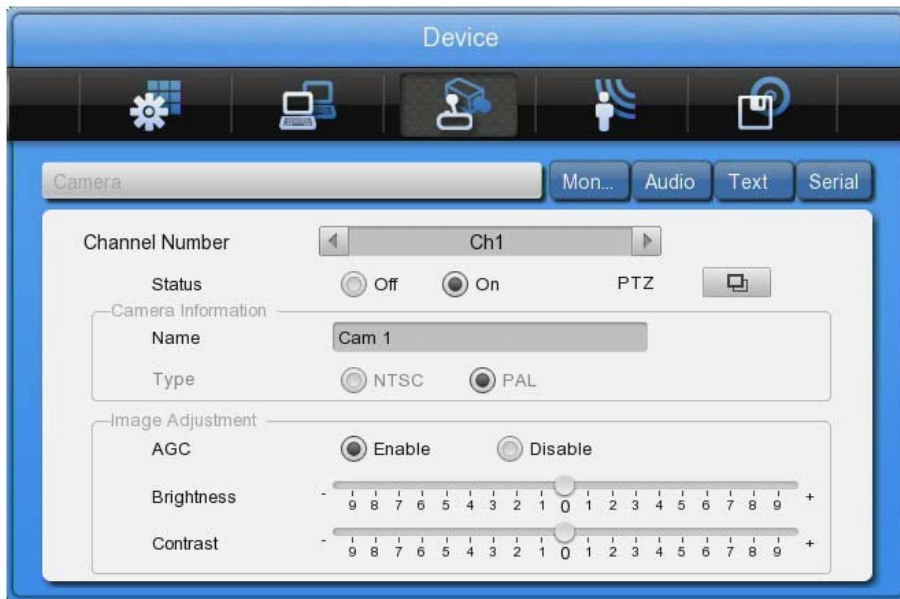 Device
Camera Mon... Audio Text Serial
Channel Number Ch1
Status Off On PTZ
Camera Information
Name Cam 1
Type NTSC PAL
Image Adjustment
AGC Enable Disable
Brightness - 9 8 7 6 5 4 3 2 1 0 1 2 3 4 5 6 7 8 9 +
Contrast - 9 8 7 6 5 4 3 2 1 0 1 2 3 4 5 6 7 8 9 +